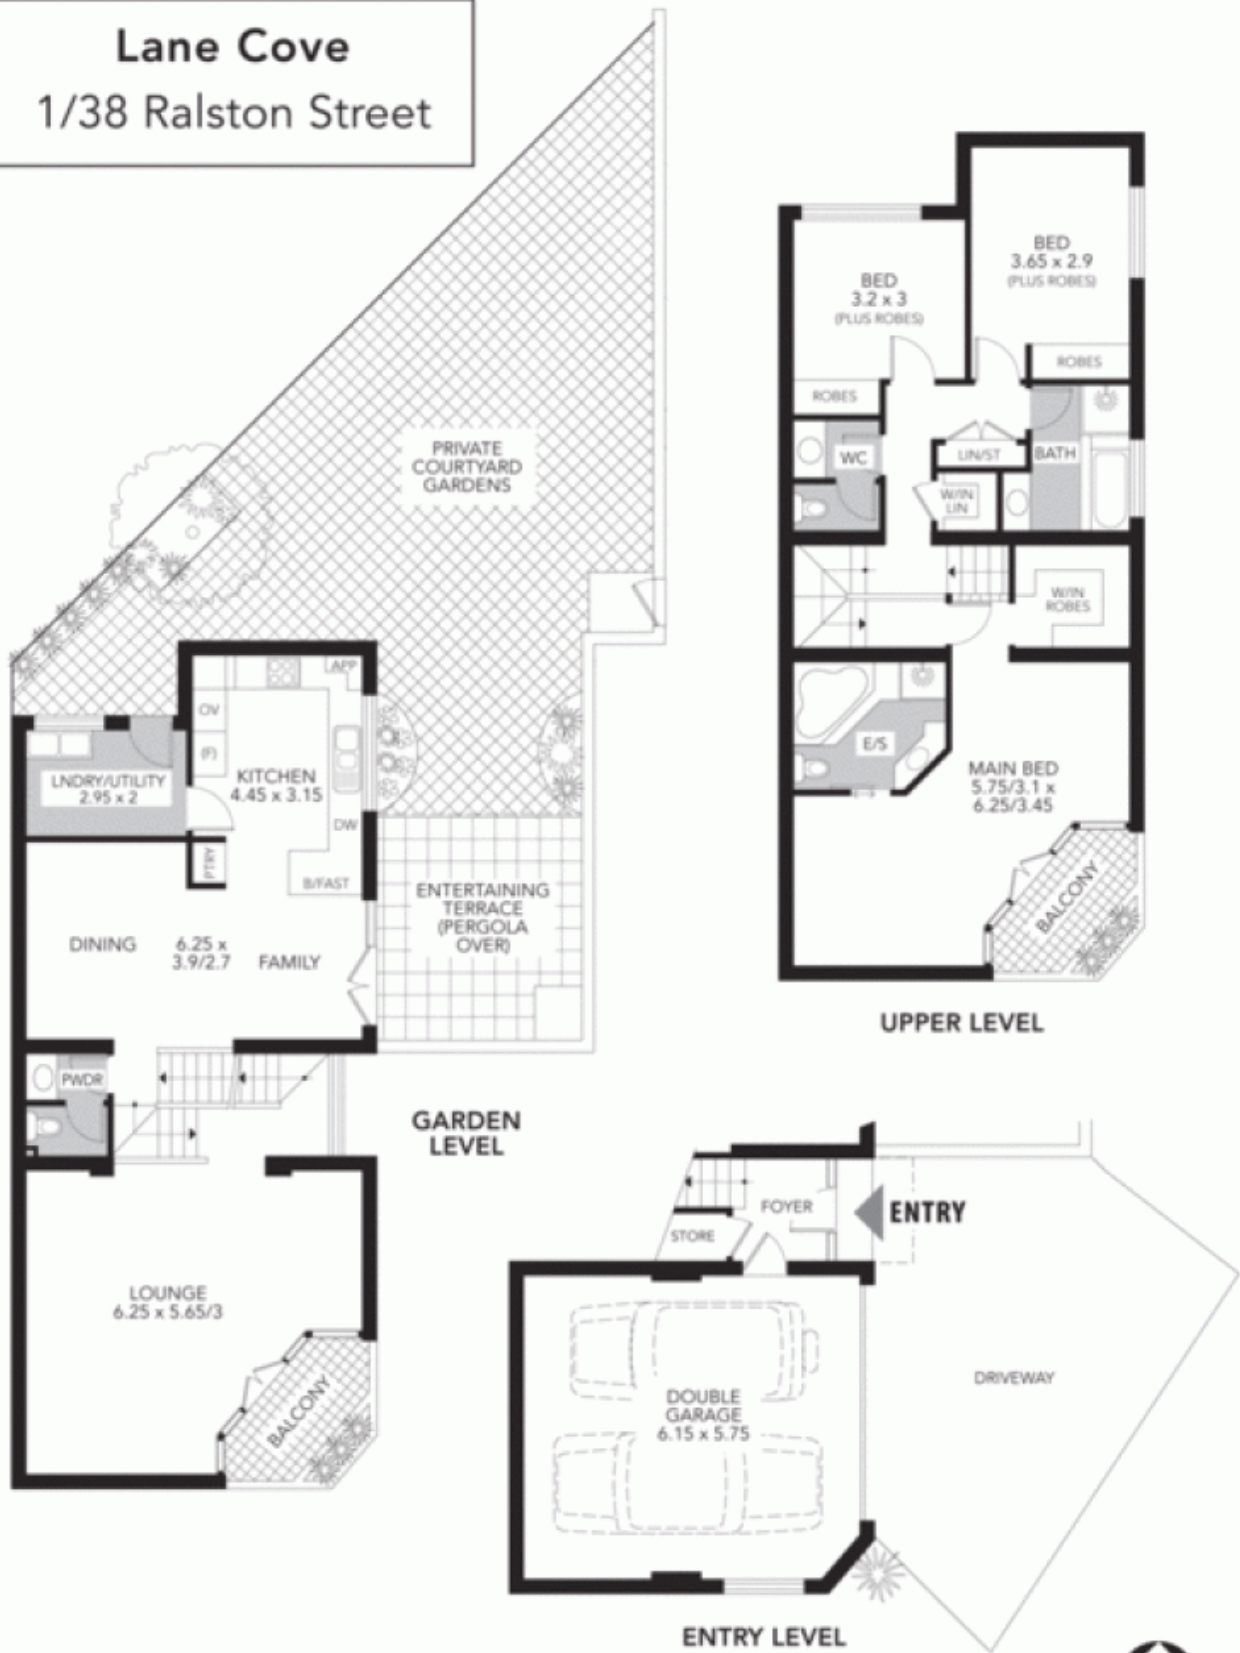 Lane Cove
1/38 Ralston Street
PRIVATE
COURTYARD
GARDENS
APP
OV
(F)
LNDRY/UTILITY
2.95 x 2
KITCHEN
4.45 x 3.15
DW
PTRY
B/FAST
DINING
6.25 x
3.9/2.7
FAMILY
ENTERTAINING
TERRACE
(PERGOLA
OVER)
PWDR
GARDEN
LEVEL
LOUNGE
6.25 x 5.65/3
BALCONY
BED
3.2 x 3
(PLUS ROBES)
BED
3.65 x 2.9
(PLUS ROBES)
ROBES
ROBES
WC
LIN/ST
BATH
W/IN
LIN
W/IN
ROBES
E/S
MAIN BED
5.75/3.1 x
6.25/3.45
BALCONY
UPPER LEVEL
FOYER
ENTRY
STORE
DOUBLE
GARAGE
6.15 x 5.75
DRIVEWAY
ENTRY LEVEL